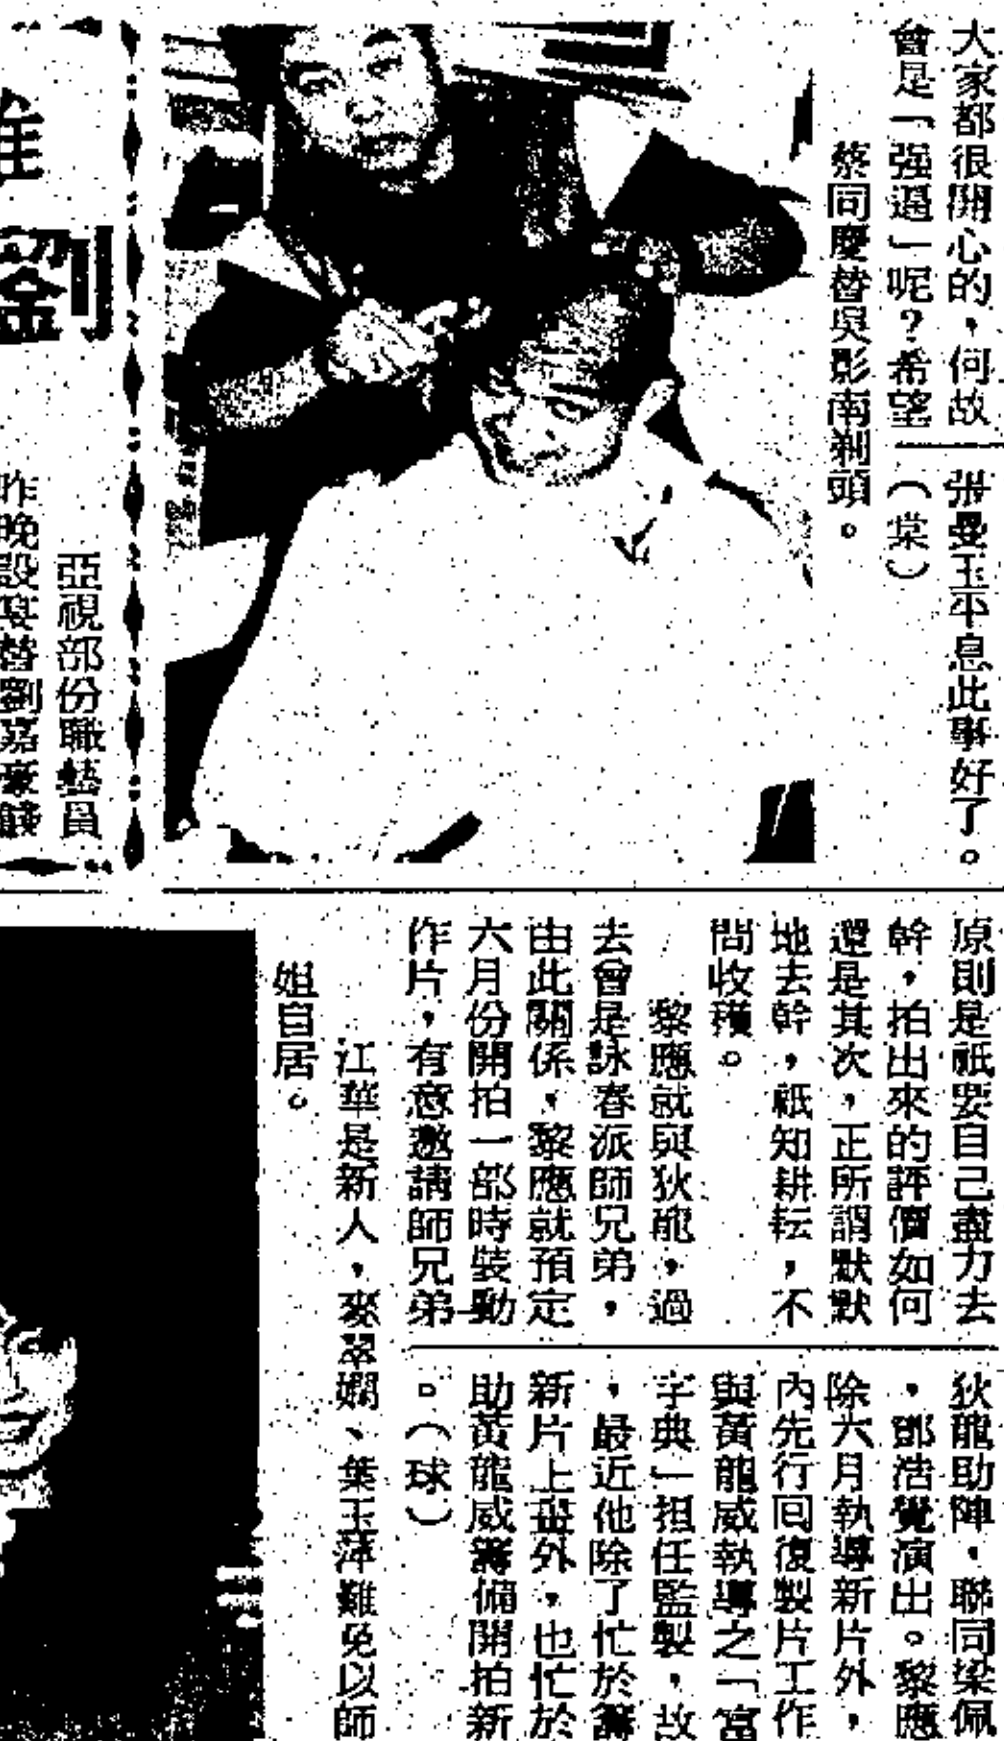 大家都很關心的，何故
會是「强逼」呢？希望
張曼玉平息此事好了。
（棠）
蔡同慶替吳影南剃頭。
劉
亞視部份職藝員
昨晚設宴替劉嘉豪餞
原則是祇要自己盡力去
幹，拍出來的評價如何
還是其次，正所謂默默
地去幹，祇知耕耘，不
問收穫。
黎應就與狄龍，過
去曾是詠春派師兄弟，
由此關係，黎應就預定
六月份開拍一部時裝動
作片，有意邀請師兄弟
狄龍助陣，聯同梁佩
，鄧浩覺演出。黎應
除六月執導新片外，
內先行回復製片工作
與黃龍威執導之「富
字典」担任監製，故
，最近他除了忙於籌
新片上画外，也忙於
助黃龍威籌備開拍新
。（球）
江華是新人，麥翠嫻、葉玉萍難免以師
姐自居。